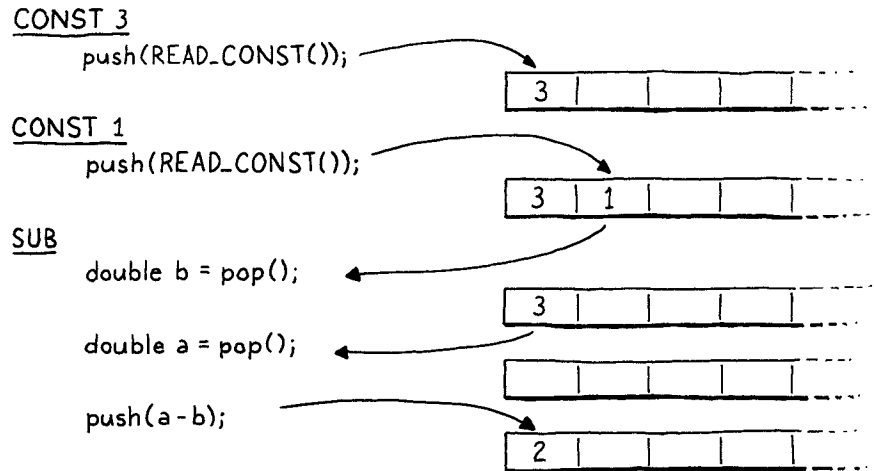 CONST 3
push(READ_CONST());
3
CONST 1
push(READ_CONST());
3 1
SUB
double b = pop();
3
double a = pop();
push(a-b);
2